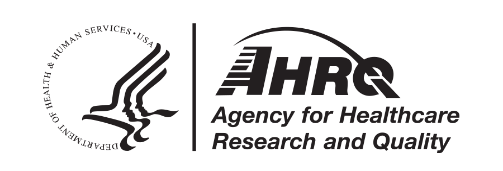 DEPARTMENT OF HEALTH & HUMAN SERVICES • USA
AHRQ
Agency for Healthcare
Research and Quality